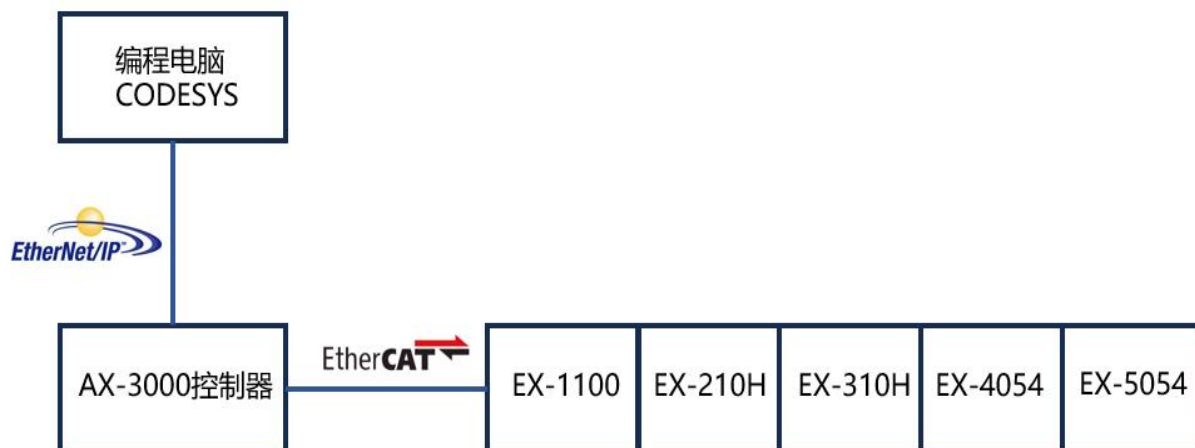 编程电脑
CODESYS
EtherNet/IP™
AX-3000控制器
EtherCAT
EX-1100
EX-210H
EX-310H
EX-4054
EX-5054